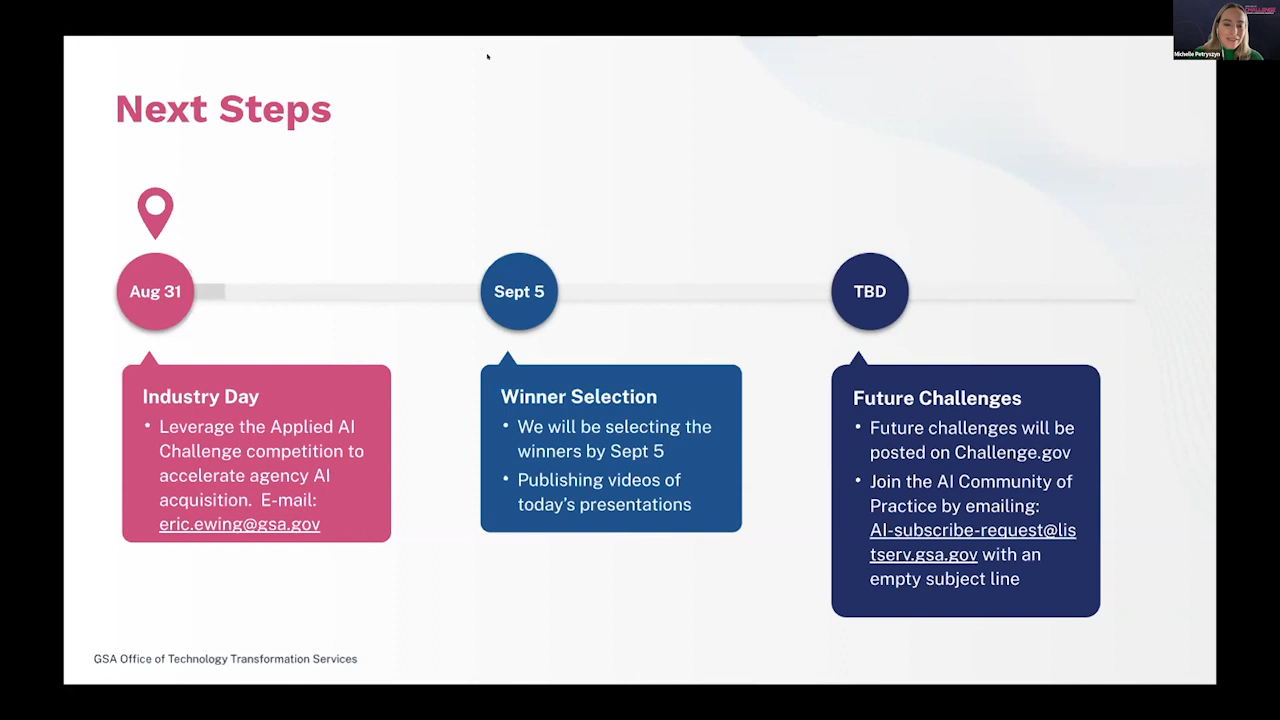 CHALLENGE
Michelle Petryszyn
Next Steps
Aug 31
Sept 5
TBD
Industry Day
• Leverage the Applied AI
Challenge competition to
accelerate agency AI
acquisition. E-mail:
eric.ewing@gsa.gov
Winner Selection
• We will be selecting the
winners by Sept 5
• Publishing videos of
today's presentations
Future Challenges
• Future challenges will be
posted on Challenge.gov
• Join the AI Community of
Practice by emailing:
AI-subscribe-request@lis
tserv.gsa.gov with an
empty subject line
GSA Office of Technology Transformation Services